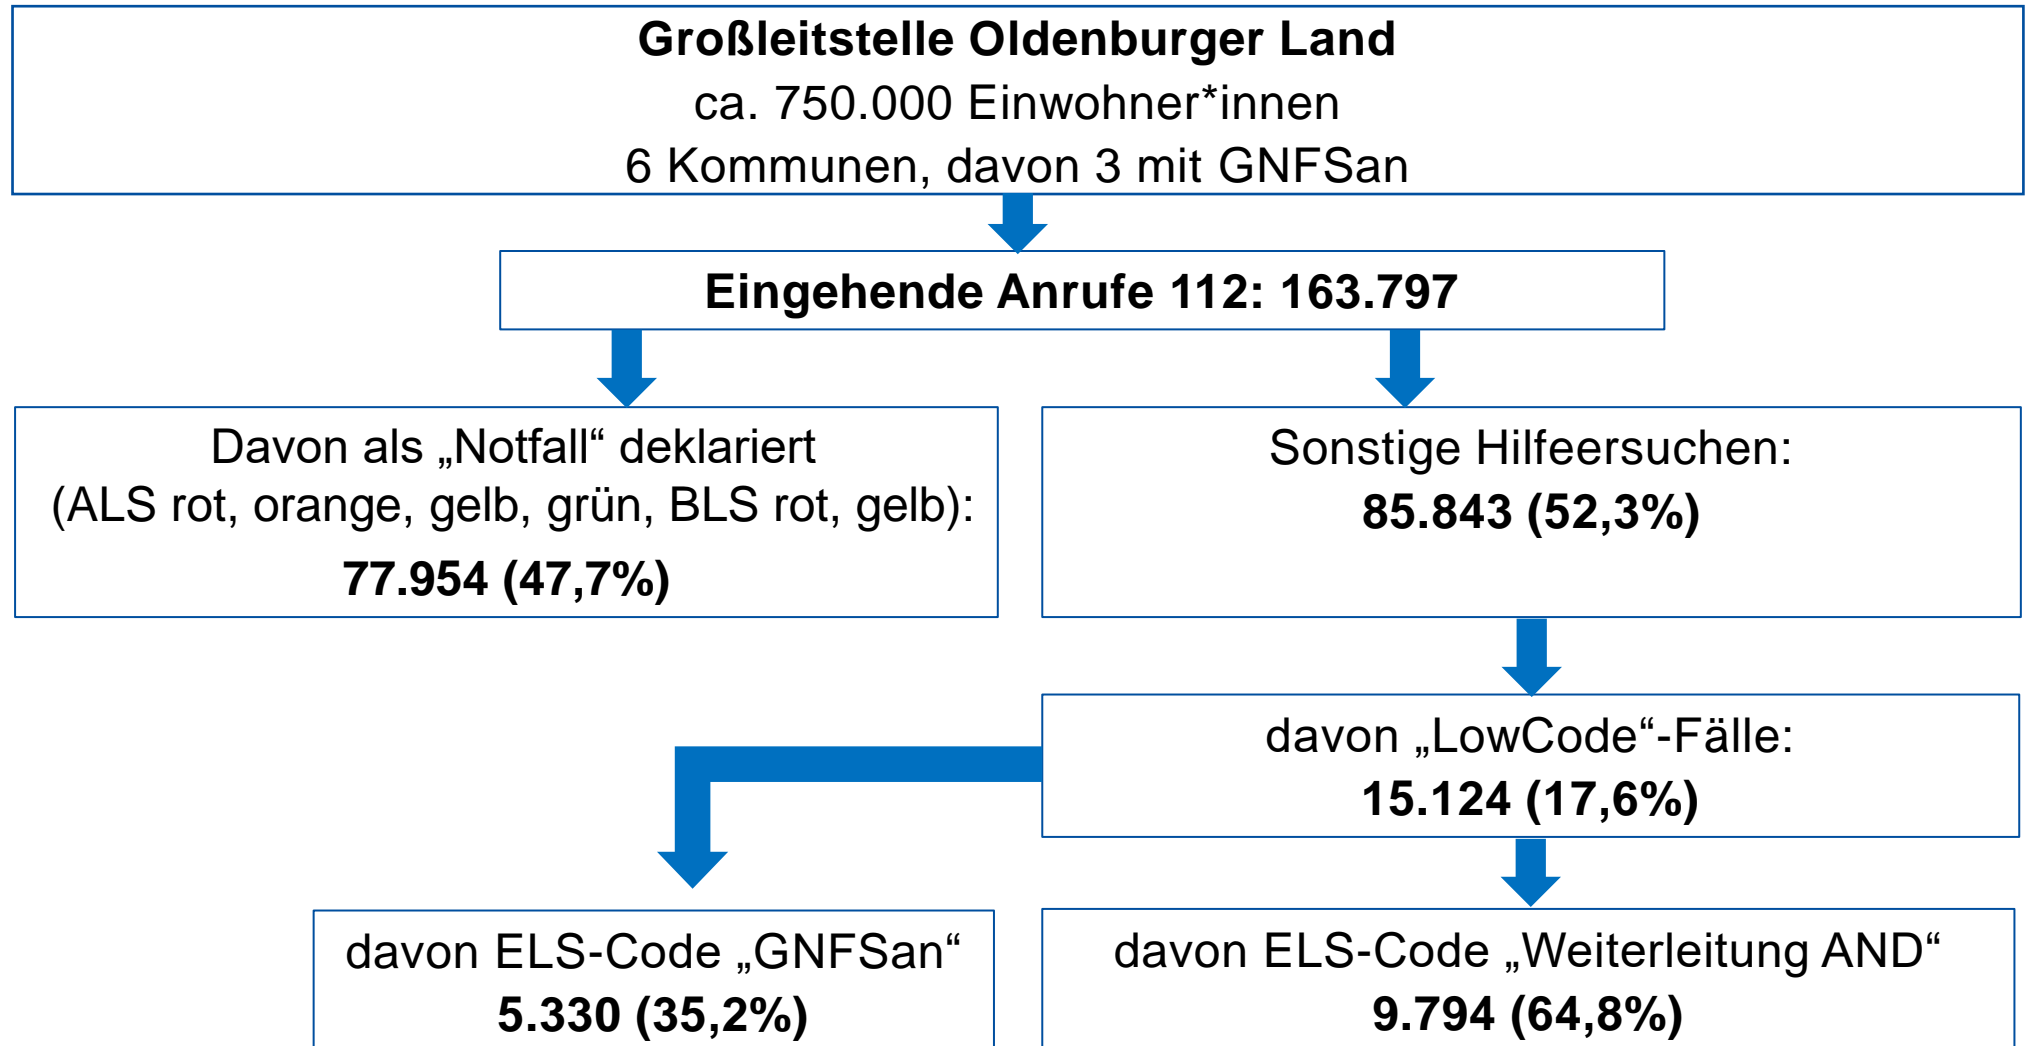 Großleitstelle Oldenburger Land
ca. 750.000 Einwohner*innen
6 Kommunen, davon 3 mit GNFSan
Eingehende Anrufe 112: 163.797
Davon als „Notfall“ deklariert
(ALS rot, orange, gelb, grün, BLS rot, gelb):
77.954 (47,7%)
Sonstige Hilfeersuchen:
85.843 (52,3%)
davon „LowCode“-Fälle:
15.124 (17,6%)
davon ELS-Code „GNFSan“
5.330 (35,2%)
davon ELS-Code „Weiterleitung AND“
9.794 (64,8%)